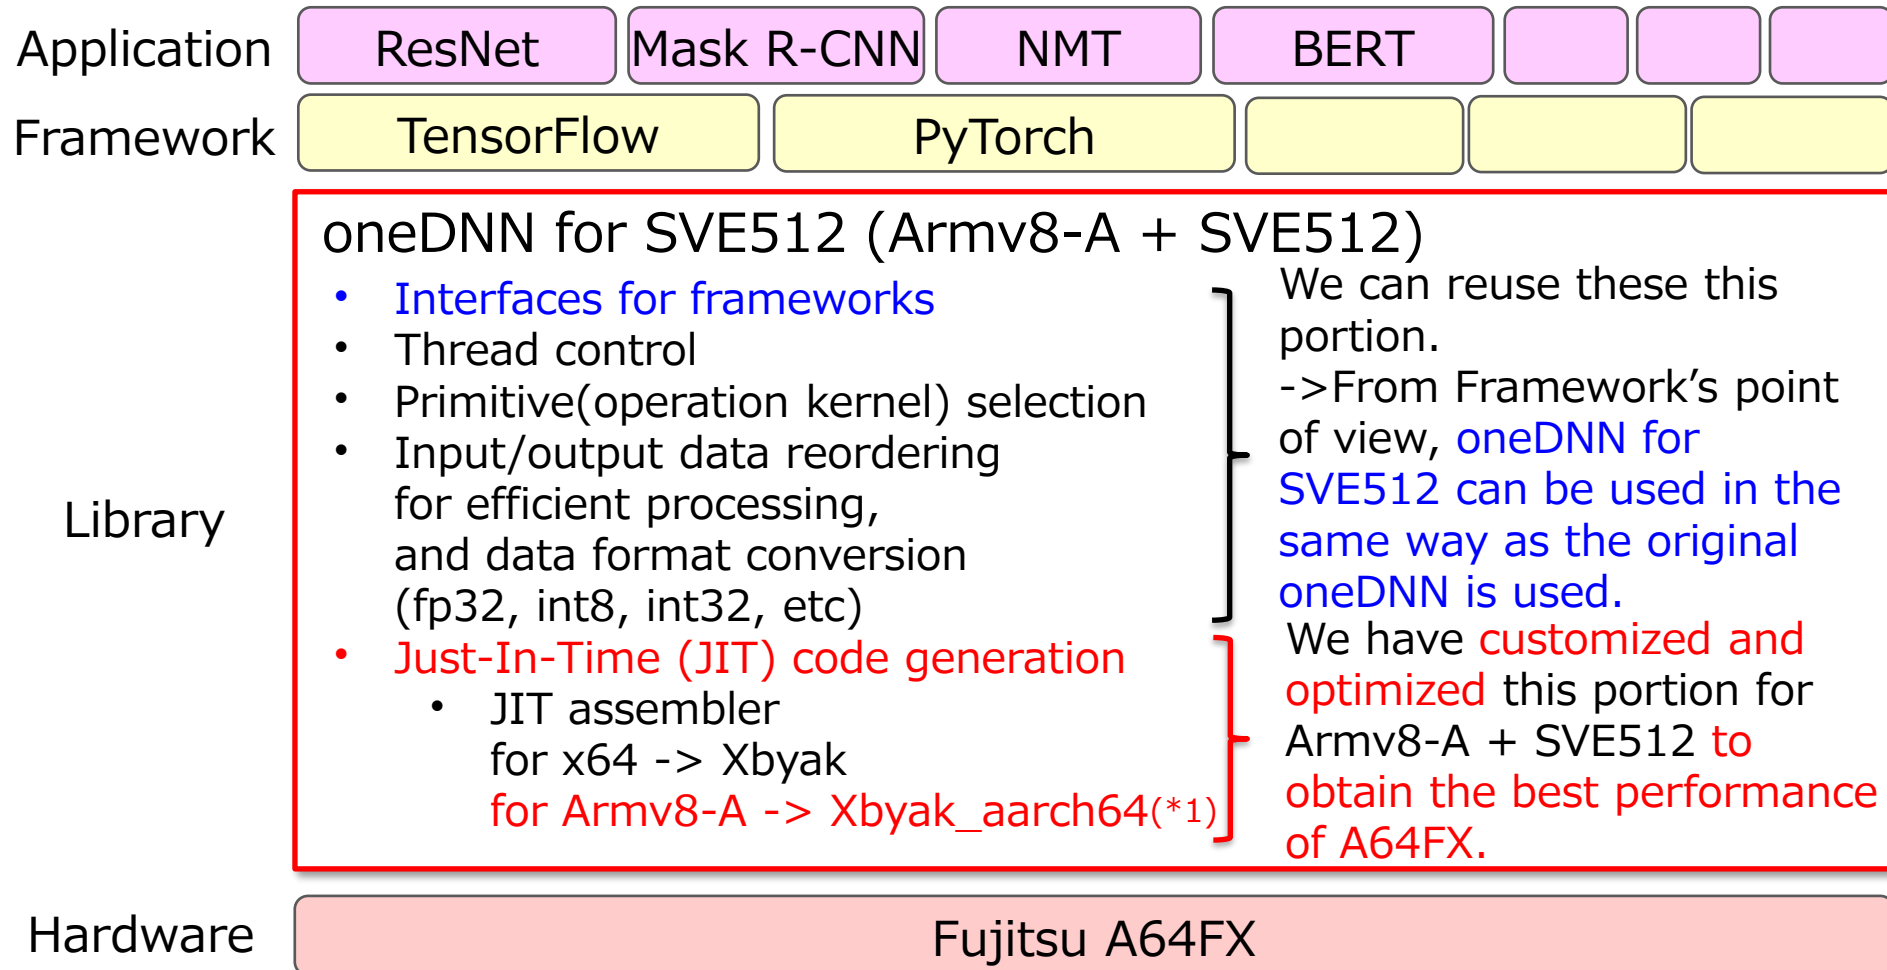 Application
ResNet
Mask R-CNN
NMT
BERT
Framework
TensorFlow
PyTorch
Library
oneDNN for SVE512 (Armv8-A + SVE512)
• Interfaces for frameworks
• Thread control
• Primitive(operation kernel) selection
• Input/output data reordering
for efficient processing,
and data format conversion
(fp32, int8, int32, etc)
• Just-In-Time (JIT) code generation
• JIT assembler
for x64 -> Xbyak
for Armv8-A -> Xbyak_aarch64(*1)
We can reuse these this
portion.
->From Framework’s point
of view, oneDNN for
SVE512 can be used in the
same way as the original
oneDNN is used.
We have customized and
optimized this portion for
Armv8-A + SVE512 to
obtain the best performance
of A64FX.
Hardware
Fujitsu A64FX